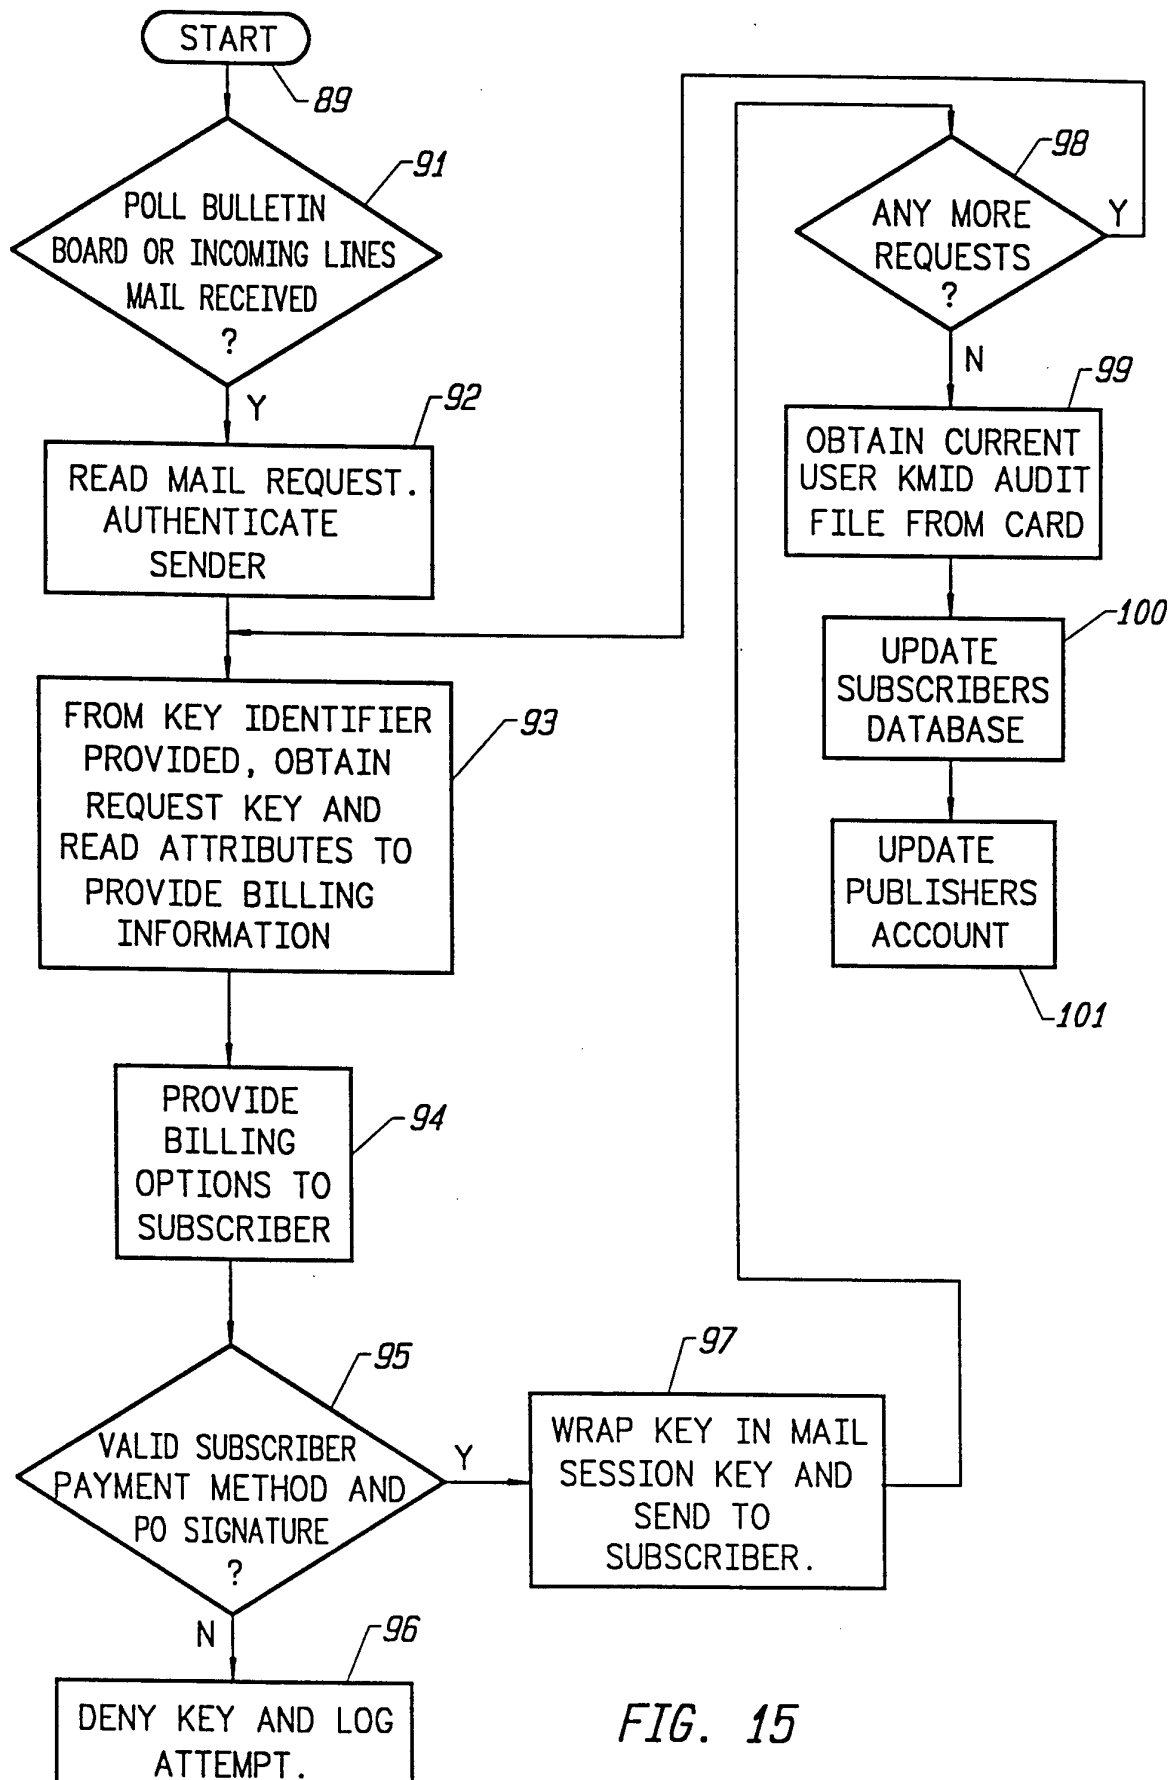 START
89
91
POLL BULLETIN
BOARD OR INCOMING LINES
MAIL RECEIVED
?
Y
92
READ MAIL REQUEST.
AUTHENTICATE
SENDER
93
FROM KEY IDENTIFIER
PROVIDED, OBTAIN
REQUEST KEY AND
READ ATTRIBUTES TO
PROVIDE BILLING
INFORMATION
94
PROVIDE
BILLING
OPTIONS TO
SUBSCRIBER
95
VALID SUBSCRIBER
PAYMENT METHOD AND
PO SIGNATURE
?
Y
N
96
DENY KEY AND LOG
ATTEMPT.
97
WRAP KEY IN MAIL
SESSION KEY AND
SEND TO
SUBSCRIBER.
98
ANY MORE
REQUESTS
?
Y
N
99
OBTAIN CURRENT
USER KMID AUDIT
FILE FROM CARD
100
UPDATE
SUBSCRIBERS
DATABASE
UPDATE
PUBLISHERS
ACCOUNT
101
FIG. 15